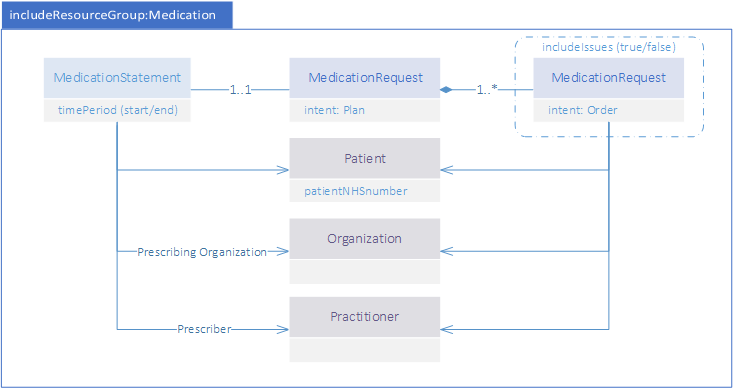 includeResourceGroup:Medication
includeIssues (true/false)
MedicationStatement
1..1
MedicationRequest
1..*
MedicationRequest
timePeriod (start/end)
intent: Plan
intent: Order
Patient
patientNHSnumber
Prescribing Organization
Organization
Prescriber
Practitioner